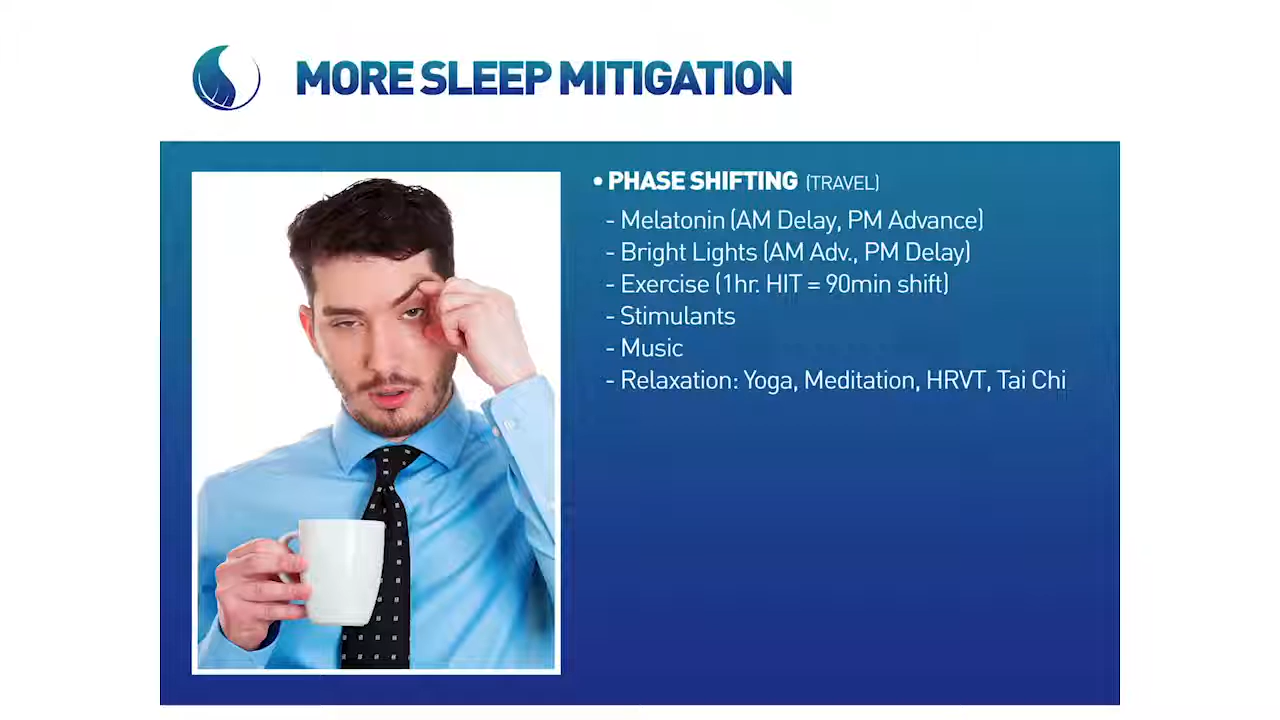 MORE SLEEP MITIGATION
• PHASE SHIFTING (TRAVEL)
- Melatonin (AM Delay, PM Advance)
- Bright Lights (AM Adv., PM Delay)
- Exercise (1hr. HIT = 90min shift)
- Stimulants
- Music
- Relaxation: Yoga, Meditation, HRVT, Tai Chi